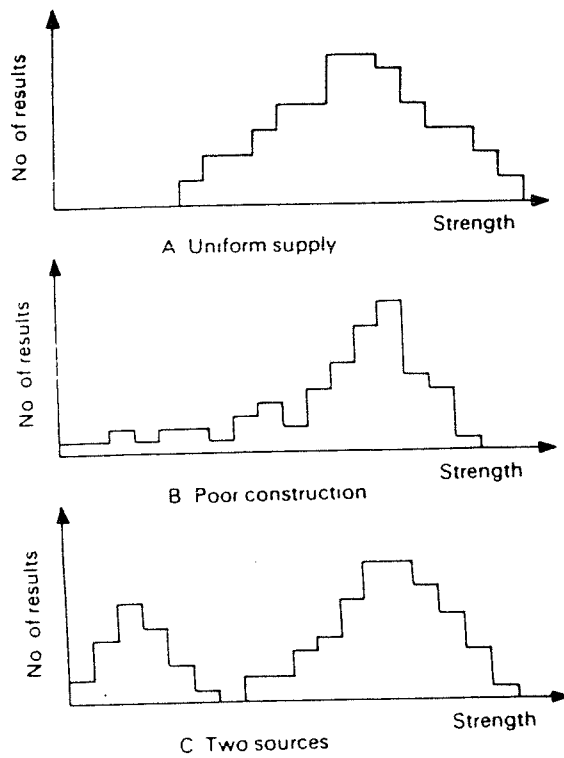 No of results
Strength
A Uniform supply
No of results
Strength
B Poor construction
No of results
Strength
C Two sources